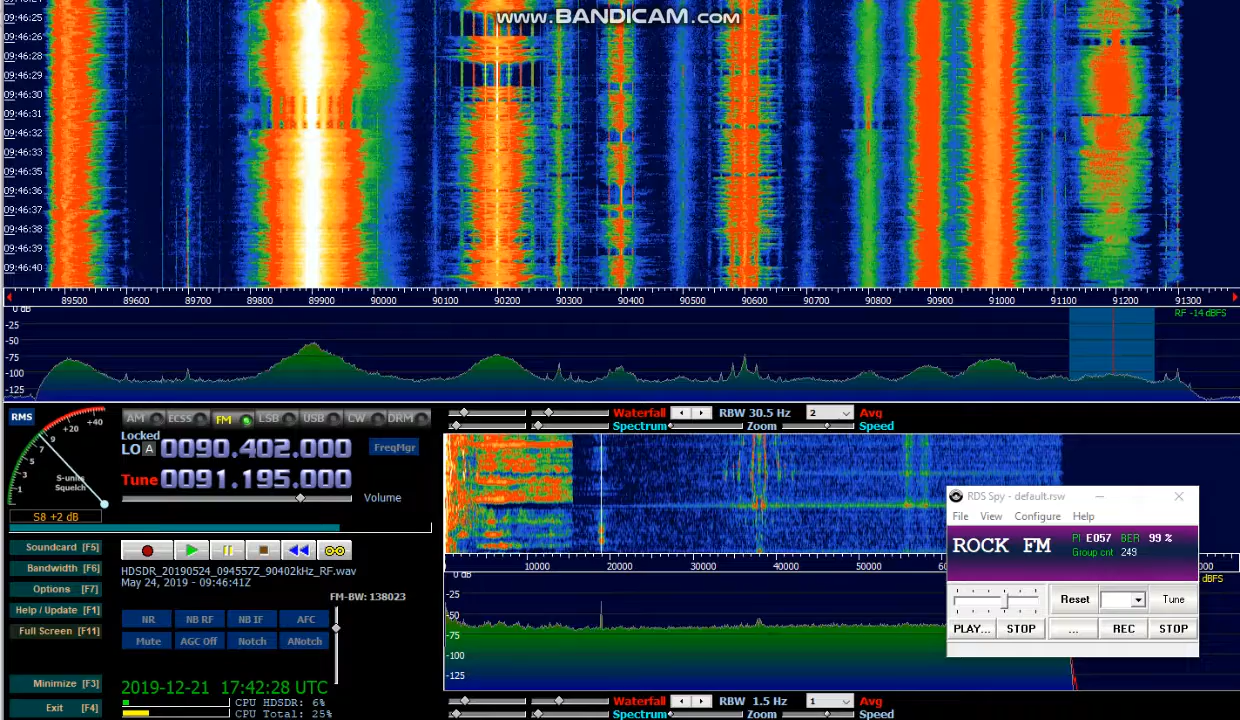 09:46:25
www.BANDICAM.com
09:46:26
09:46:28
09:46:29
09:46:30
09:46:31
09:46:32
09:46:33
09:46:35
09:46:36
09:46:37
09:46:38
09:46:39
09:46:40
89500 89600 89700 89800 89900 90000 90100 90200 90300 90400 90500 90600 90700 90800 90900 91000 91100 91200 91300
0 dB
RF -14 dBFS
-25
-50
-75
-100
-125
RMS
+20 +40
9
7
5
3
1
S-units
Squelch
S8 +2 dB
AM ECSS FM LSB USB CW DRM
Locked
LO A 0090.402.000
FreqMgr
Tune 0091.195.000
Volume
Waterfall RBW 30.5 Hz 2 Avg
Spectrum Zoom Speed
Soundcard [F5]
Bandwidth [F6]
Options [F7]
Help / Update [F1]
Full Screen [F11]
Minimize [F3]
Exit [F4]
HDSDR_20190524_094557Z_90402kHz_RF.wav
May 24, 2019 - 09:46:41Z
FM-BW: 138023
NR NB RF NB IF AFC
Mute AGC Off Notch ANotch
2019-12-21 17:42:28 UTC
CPU HDSDR: 6%
CPU Total: 25%
10000 20000 30000 40000 50000
0 dB
dBFS
-25
-50
-75
-100
-125
Waterfall RBW 1.5 Hz 1 Avg
Spectrum Zoom Speed
RDS Spy - default.rsw
File View Configure Help
ROCK FM
PI E057 BER 99 %
Group cnt 249
Reset Tune
PLAY... STOP ... REC STOP